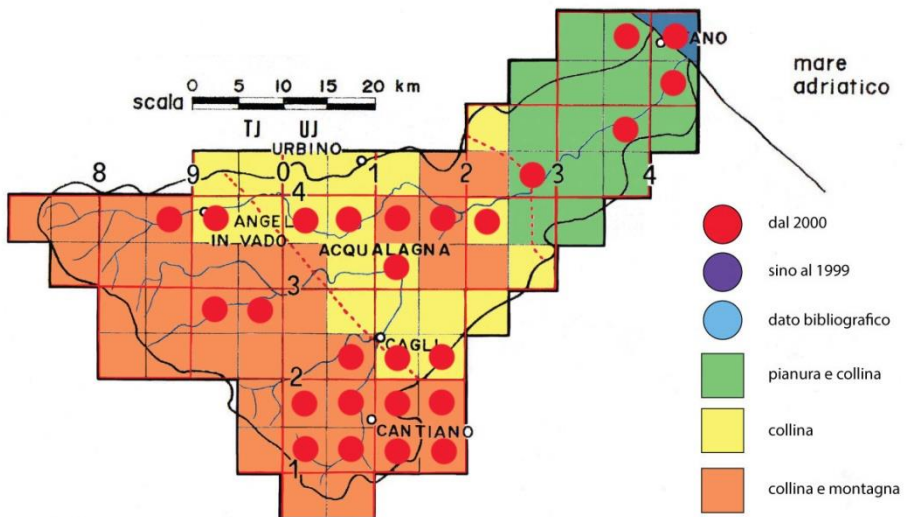 FANO
mare
adriatico
scala 0 5 10 15 20 km
TJ UJ
URBINO
8 9 0 1 2 3 4
4
ANGELO
IN VADO
ACQUALAGNA
3
CAGLI
2
CANTIANO
1
dal 2000
sino al 1999
dato bibliografico
pianura e collina
collina
collina e montagna